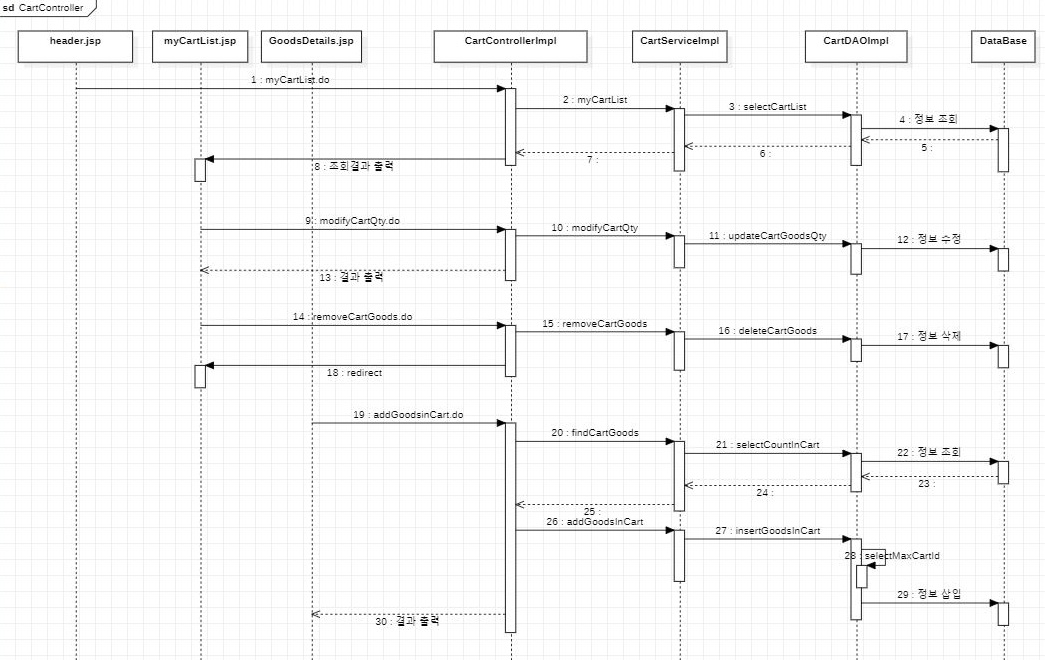 sd CartController
header.jsp
myCartList.jsp
GoodsDetails.jsp
CartControllerImpl
CartServiceImpl
CartDAOImpl
DataBase
1 : myCartList.do
2 : myCartList
3 : selectCartList
4 : 정보 조회
5 :
6 :
7 :
8 : 조회결과 출력
9 : modifyCartQty.do
10 : modifyCartQty
11 : updateCartGoodsQty
12 : 정보 수정
13 : 결과 출력
14 : removeCartGoods.do
15 : removeCartGoods
16 : deleteCartGoods
17 : 정보 삭제
18 : redirect
19 : addGoodsinCart.do
20 : findCartGoods
21 : selectCountInCart
22 : 정보 조회
23 :
24 :
25 :
26 : addGoodsInCart
27 : insertGoodsInCart
28 : selectMaxCartId
29 : 정보 삽입
30 : 결과 출력